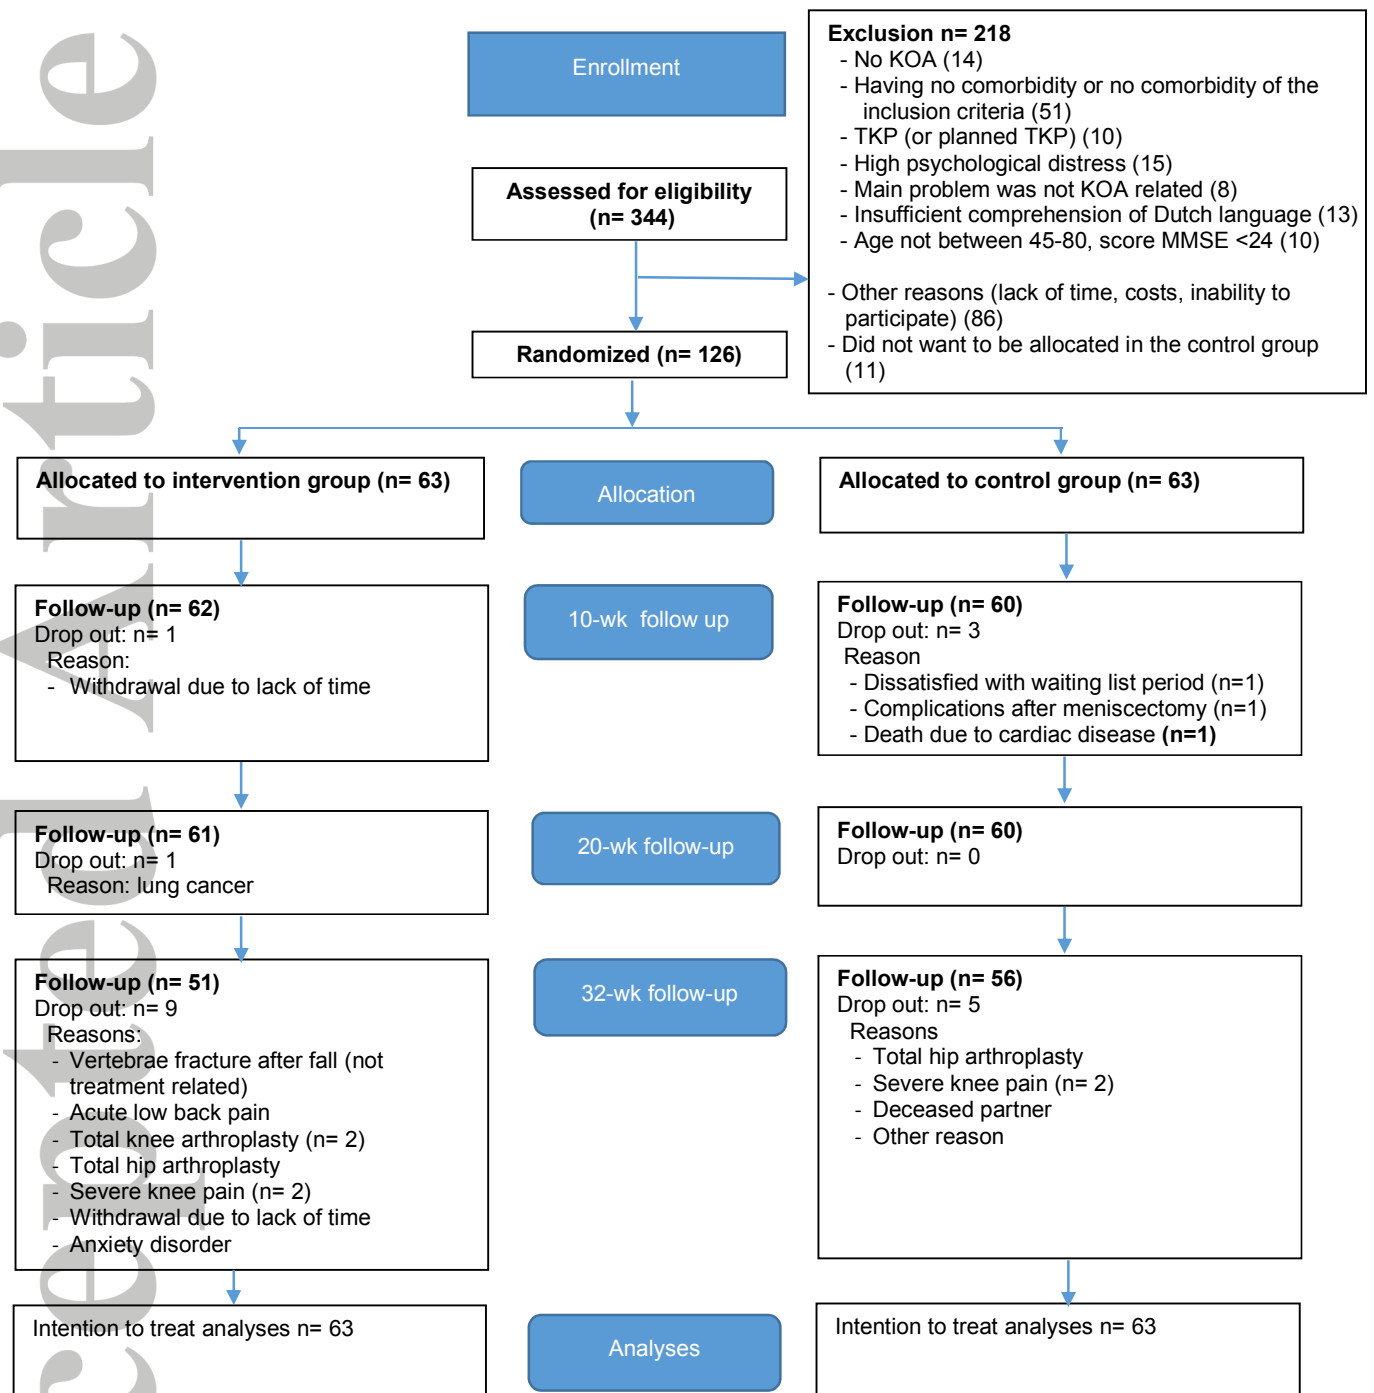 Accepted Article
Enrollment
Exclusion n= 218
- No KOA (14)
- Having no comorbidity or no comorbidity of the
inclusion criteria (51)
- TKP (or planned TKP) (10)
- High psychological distress (15)
- Main problem was not KOA related (8)
- Insufficient comprehension of Dutch language (13)
- Age not between 45-80, score MMSE <24 (10)
- Other reasons (lack of time, costs, inability to
participate) (86)
- Did not want to be allocated in the control group
(11)
Assessed for eligibility
(n= 344)
Randomized (n= 126)
Allocated to intervention group (n= 63)
Allocation
Allocated to control group (n= 63)
Follow-up (n= 62)
Drop out: n= 1
Reason:
- Withdrawal due to lack of time
10-wk follow up
Follow-up (n= 60)
Drop out: n= 3
Reason
- Dissatisfied with waiting list period (n=1)
- Complications after meniscectomy (n=1)
- Death due to cardiac disease (n=1)
Follow-up (n= 61)
Drop out: n= 1
Reason: lung cancer
20-wk follow-up
Follow-up (n= 60)
Drop out: n= 0
Follow-up (n= 51)
Drop out: n= 9
Reasons:
- Vertebrae fracture after fall (not
treatment related)
- Acute low back pain
- Total knee arthroplasty (n= 2)
- Total hip arthroplasty
- Severe knee pain (n= 2)
- Withdrawal due to lack of time
- Anxiety disorder
32-wk follow-up
Follow-up (n= 56)
Drop out: n= 5
Reasons
- Total hip arthroplasty
- Severe knee pain (n= 2)
- Deceased partner
- Other reason
Intention to treat analyses n= 63
Analyses
Intention to treat analyses n= 63